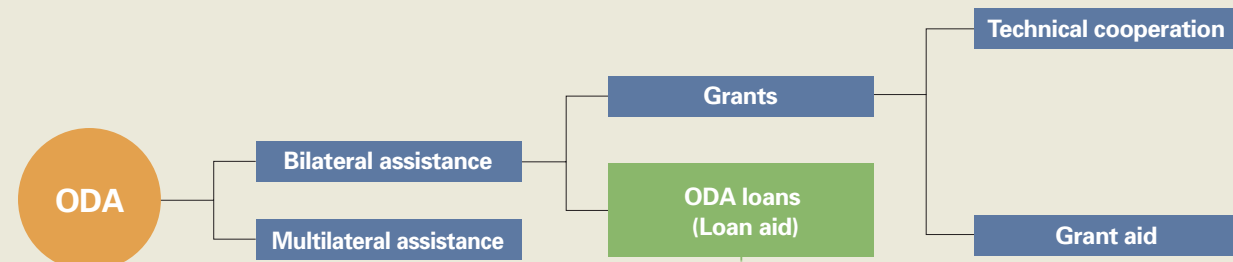 Technical cooperation
Grants
Bilateral assistance
ODA
ODA loans
(Loan aid)
Multilateral assistance
Grant aid